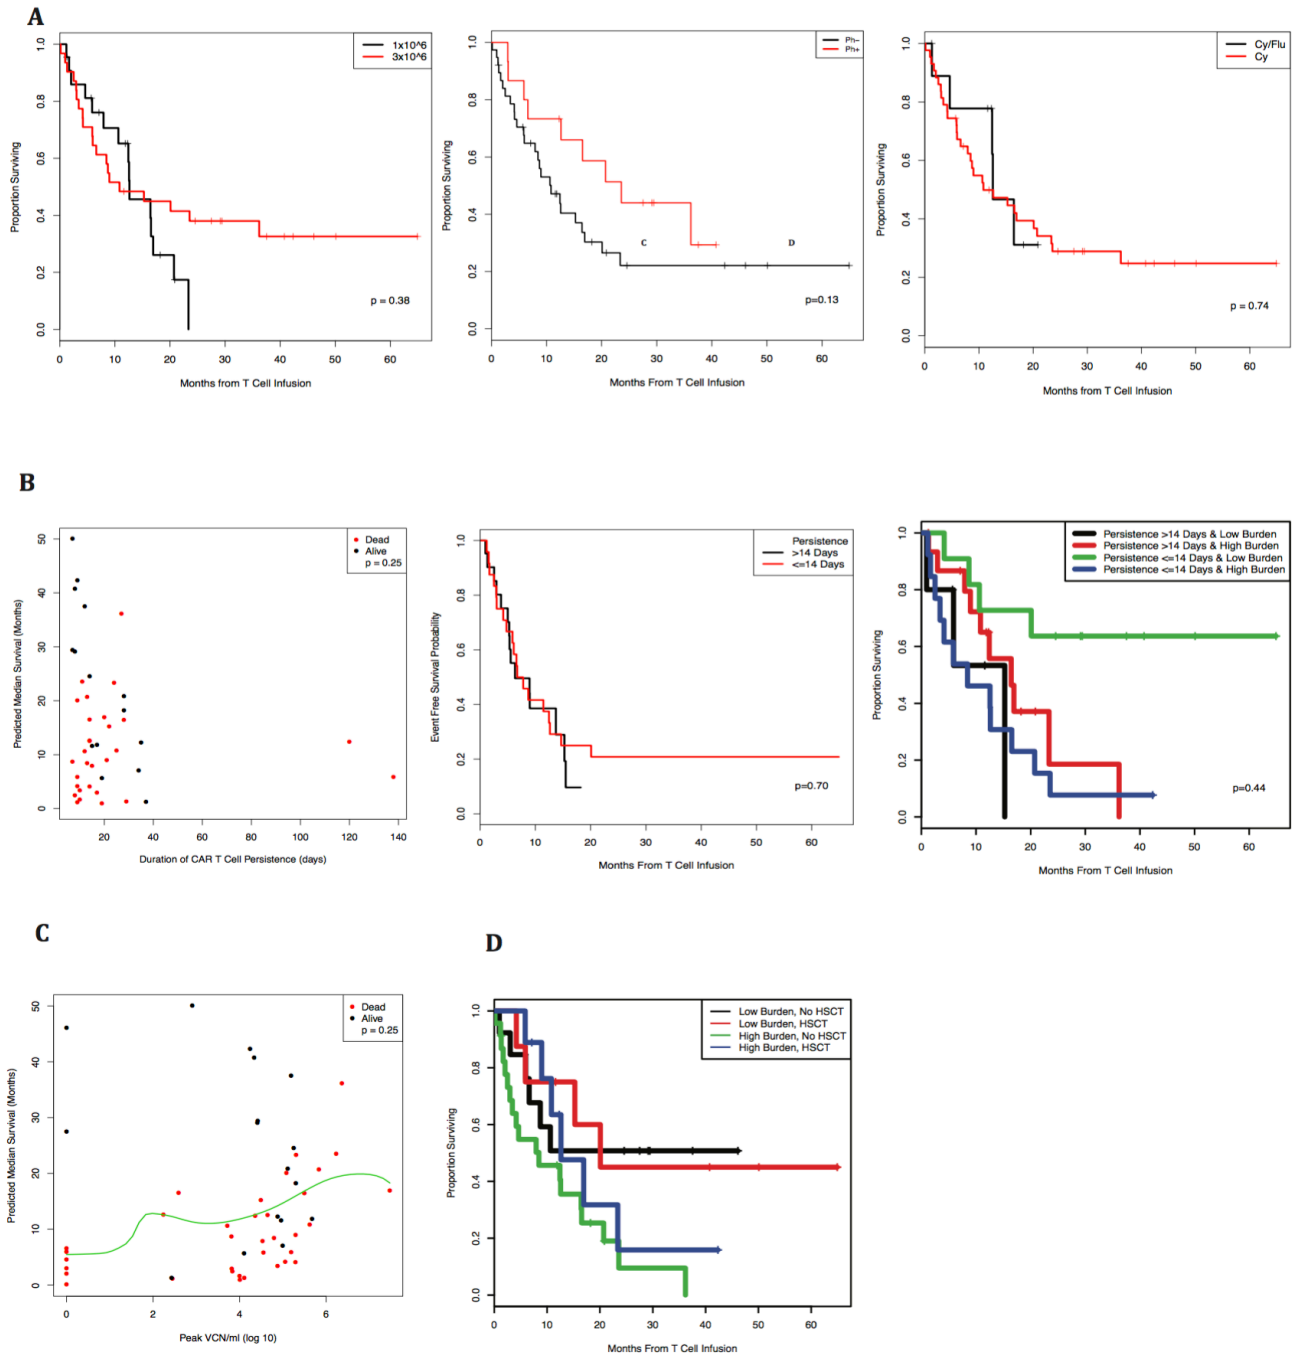 A
1x10^6
3x10^6
Proportion Surviving
1.0
0.8
0.6
0.4
0.2
0.0
p = 0.38
0 10 20 30 40 50 60
Months from T Cell Infusion
Ph−
Ph+
Proportion Surviving
1.0
0.8
0.6
0.4
0.2
0.0
C
D
p=0.13
0 10 20 30 40 50 60
Months From T Cell Infusion
Cy/Flu
Cy
Proportion Surviving
1.0
0.8
0.6
0.4
0.2
0.0
p = 0.74
0 10 20 30 40 50 60
Months From T Cell Infusion
B
Dead
Alive
p = 0.25
Predicted Median Survival (Months)
50
40
30
20
10
0
20 40 60 80 100 120 140
Duration of CAR T Cell Persistence (days)
Persistence
>14 Days
<=14 Days
Event Free Survival Probability
1.0
0.8
0.6
0.4
0.2
0.0
p=0.70
0 10 20 30 40 50 60
Months From T Cell Infusion
Persistence >14 Days & Low Burden
Persistence >14 Days & High Burden
Persistence <=14 Days & Low Burden
Persistence <=14 Days & High Burden
Proportion Surviving
1.0
0.8
0.6
0.4
0.2
0.0
p=0.44
0 10 20 30 40 50 60
Months From T Cell Infusion
C
Dead
Alive
p = 0.25
Predicted Median Survival (Months)
50
40
30
20
10
0
0 2 4 6
Peak VCN/ml (log 10)
D
Low Burden, No HSCT
Low Burden, HSCT
High Burden, No HSCT
High Burden, HSCT
Proportion Surviving
1.0
0.8
0.6
0.4
0.2
0.0
0 10 20 30 40 50 60
Months From T Cell Infusion